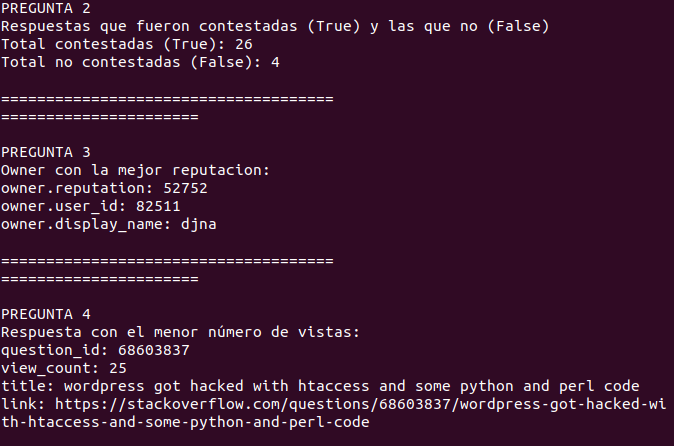 PREGUNTA 2
Respuestas que fueron contestadas (True) y las que no (False)
Total contestadas (True): 26
Total no contestadas (False): 4
=====================================
======================
PREGUNTA 3
Owner con la mejor reputacion:
owner.reputation: 52752
owner.user_id: 82511
owner.display_name: djna
=====================================
======================
PREGUNTA 4
Respuesta con el menor número de vistas:
question_id: 68603837
view_count: 25
title: wordpress got hacked with htaccess and some python and perl code
link: https://stackoverflow.com/questions/68603837/wordpress-got-hacked-wi
th-htaccess-and-some-python-and-perl-code